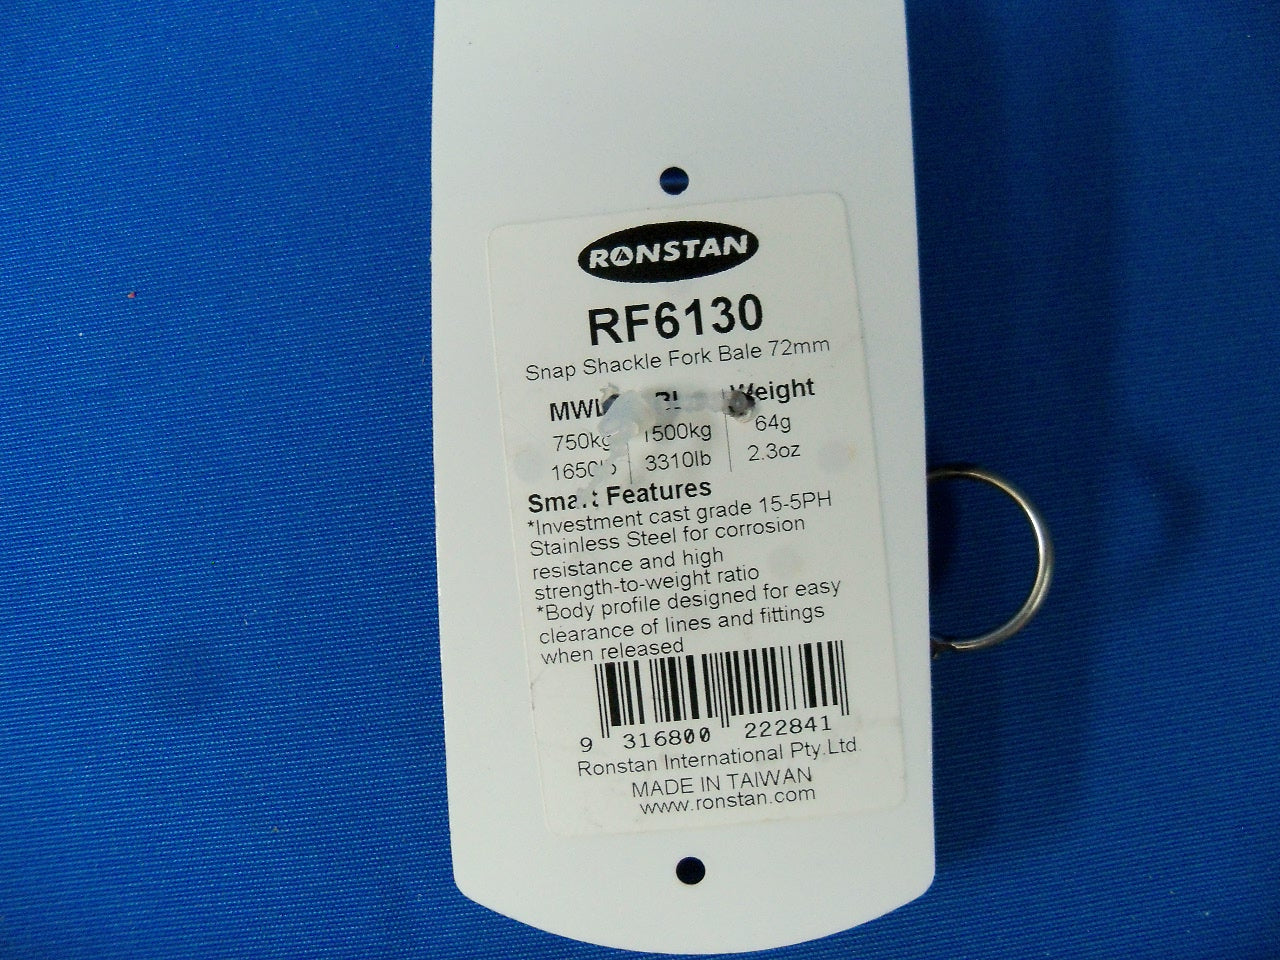 RONSTAN
RF6130
Snap Shackle Fork Bale 72mm
Weight
750kg 1500kg 64g
3310lb 2.3oz
Smart Features
*Investment cast grade 15-5PH
Stainless Steel for corrosion
resistance and high
strength-to-weight ratio
*Body profile designed for easy
clearance of lines and fittings
when released
9 316800 222841
Ronstan International Pty.Ltd.
MADE IN TAIWAN
www.ronstan.com